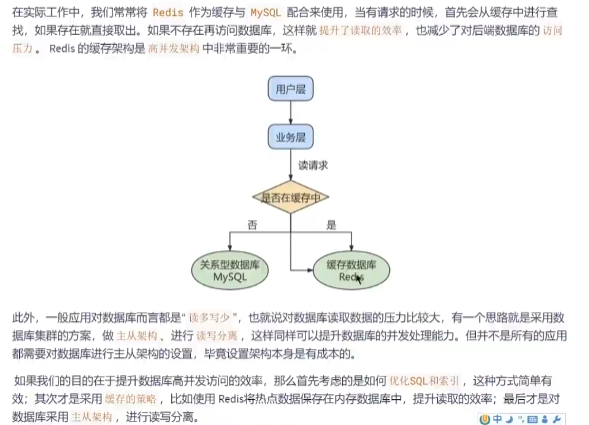 在实际工作中，我们常常将 Redis 作为缓存与 MySQL 配合来使用，当有请求的时候，首先会从缓存中进行查
找，如果存在就直接取出。如果不存在再访问数据库，这样就 提升了读取的效率 ，也减少了对后端数据库的 访问
压力 。 Redis 的缓存架构是 高并发架构 中非常重要的一环。
用户层
业务层
读请求
是否在缓存中
否 是
关系型数据库 缓存数据库
MySQL Redis
此外，一般应用对数据库而言都是“ 读多写少 ”，也就说对数据库读取数据的压力比较大，有一个思路就是采用数
据库集群的方案，做 主从架构 、进行 读写分离 ，这样同样可以提升数据库的并发处理能力。但并不是所有的应用
都需要对数据库进行主从架构的设置，毕竟设置架构本身是有成本的。
如果我们的目的在于提升数据库高并发访问的效率，那么首先考虑的是如何 优化SQL和索引 ，这种方式简单有
效；其次才是采用 缓存的策略 ，比如使用 Redis将热点数据保存在内存数据库中，提升读取的效率；最后才是对
数据库采用 主从架构 ，进行读写分离。
中